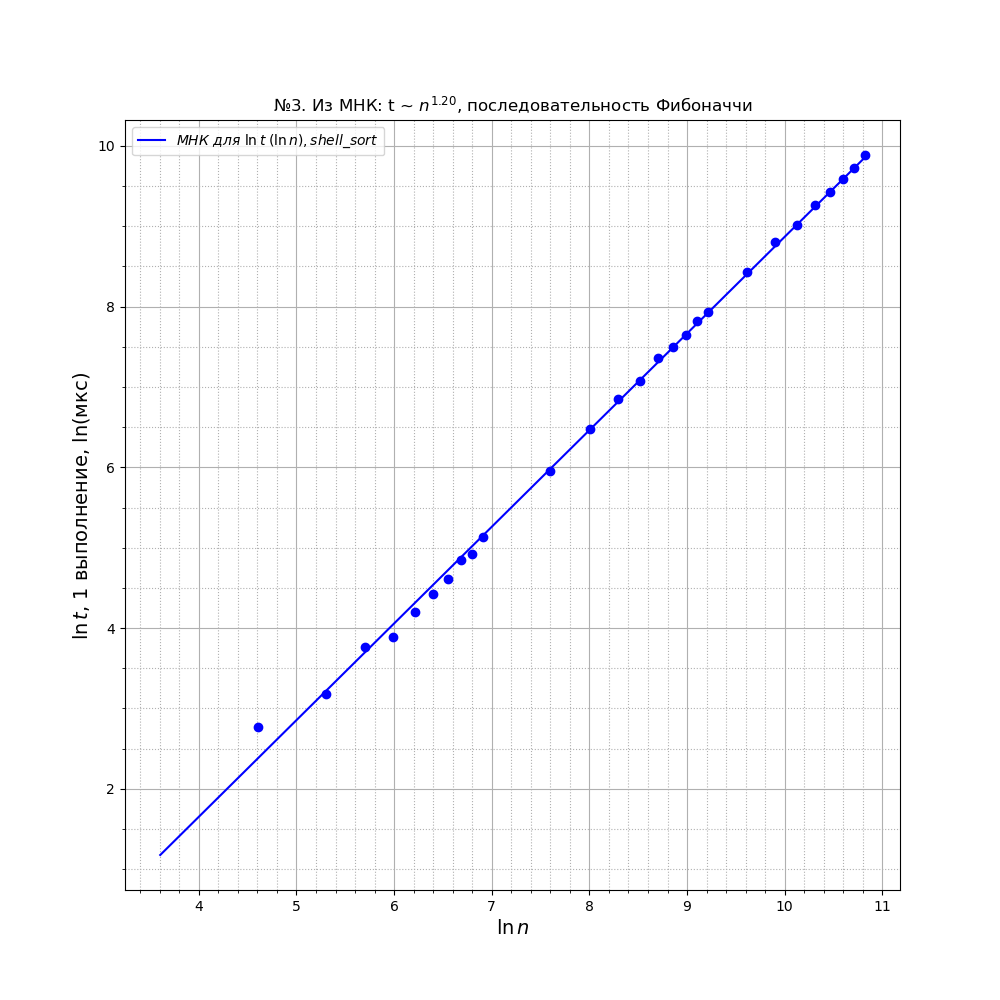 №3. Из МНК: t ~ n^1.20, последовательность Фибоначчи
МНК для ln t (ln n), shell_sort
10
8
6
4
2
ln t, 1 выполнение, ln(мкс)
4 5 6 7 8 9 10 11
ln n